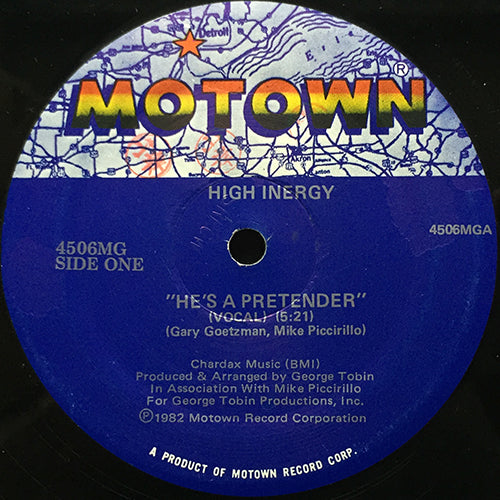 Detroit
Erie
MOTOWN®
Akron
HIGH INERGY
4506MGA
4506MG
SIDE ONE
"HE'S A PRETENDER"
(VOCAL) (5:21)
(Gary Goetzman, Mike Piccirillo)
Chardax Music (BMI)
Produced & Arranged by George Tobin
In Association With Mike Piccirillo
For George Tobin Productions, Inc.
℗1982 Motown Record Corporation
A PRODUCT OF MOTOWN RECORD CORP.